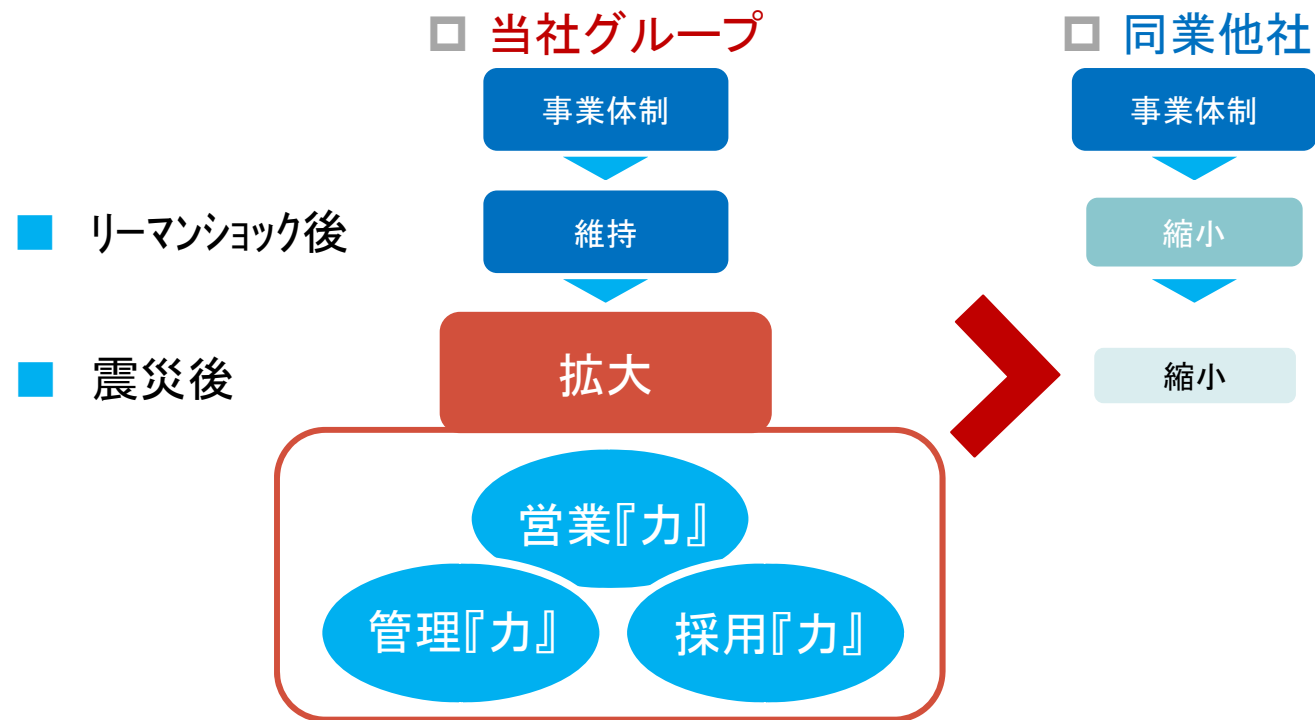 当社グループ
同業他社
事業体制
事業体制
リーマンショック後
維持
縮小
震災後
拡大
縮小
営業『力』
管理『力』
採用『力』